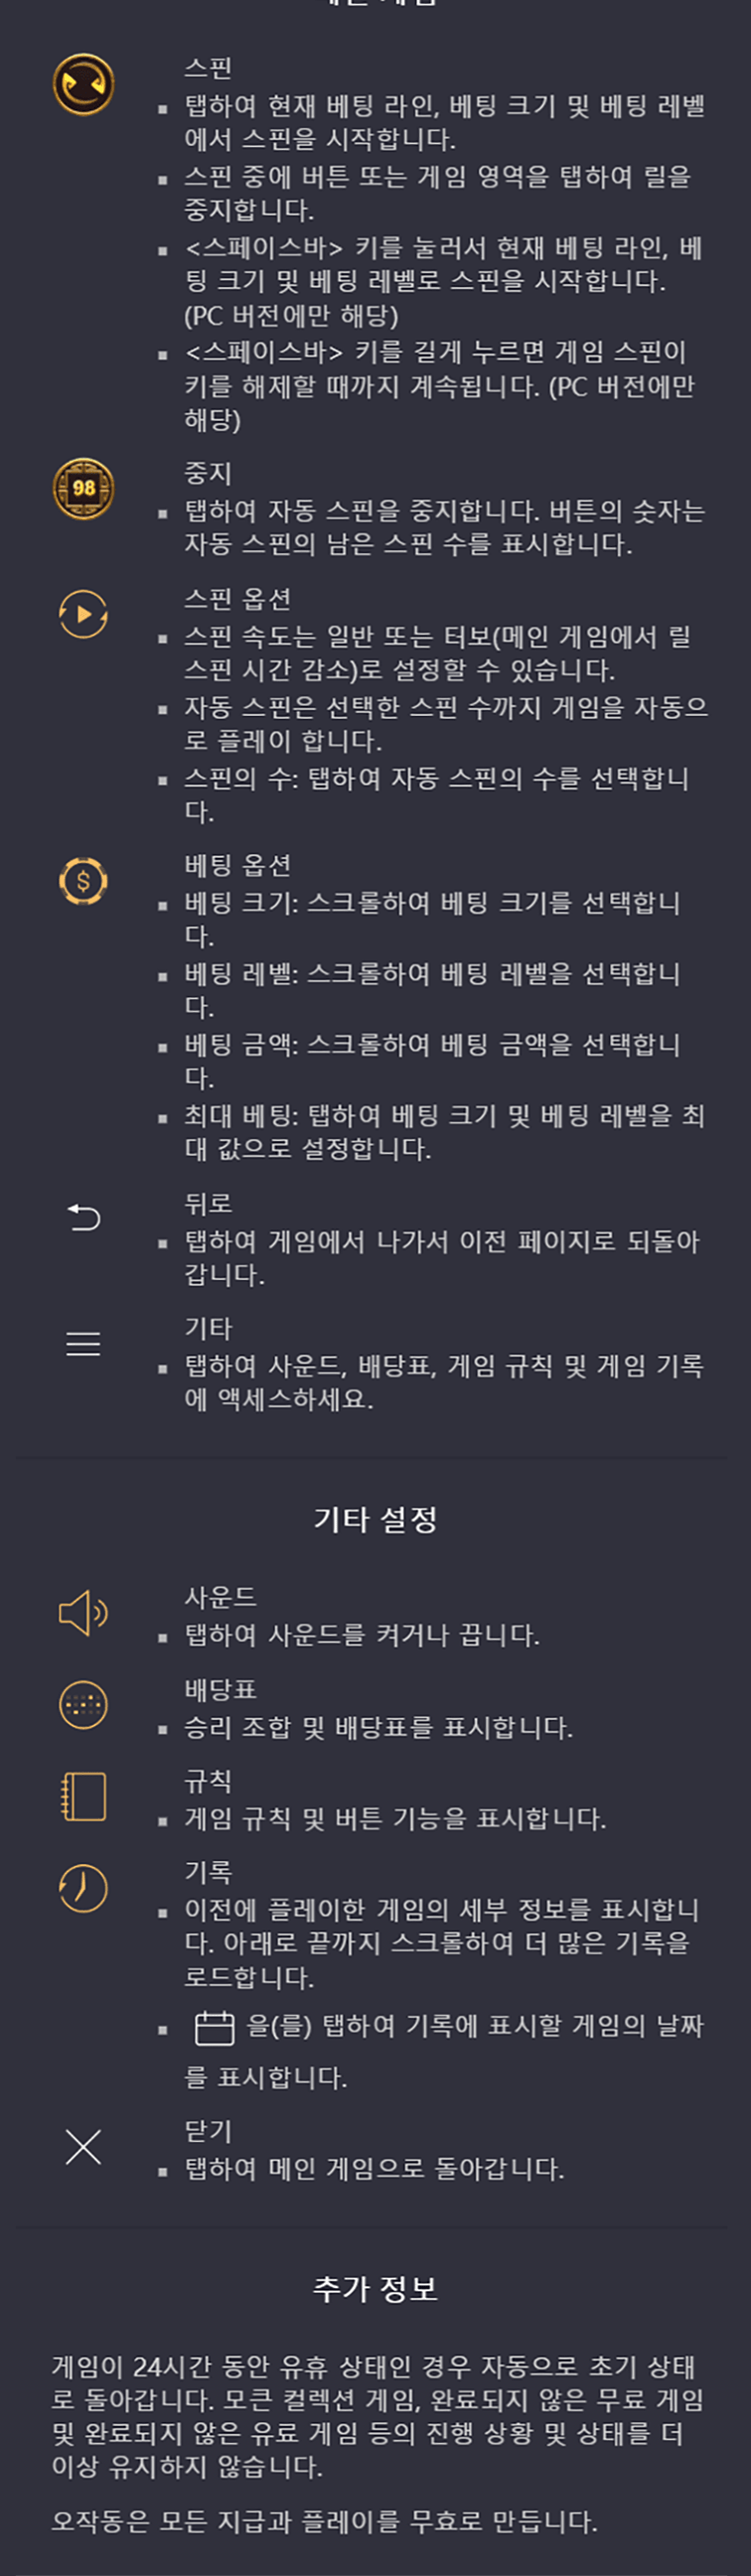 스핀
▪ 탭하여 현재 베팅 라인, 베팅 크기 및 베팅 레벨
에서 스핀을 시작합니다.
▪ 스핀 중에 버튼 또는 게임 영역을 탭하여 릴을
중지합니다.
▪ <스페이스바> 키를 눌러서 현재 베팅 라인, 베
팅 크기 및 베팅 레벨로 스핀을 시작합니다.
(PC 버전에만 해당)
▪ <스페이스바> 키를 길게 누르면 게임 스핀이
키를 해제할 때까지 계속됩니다. (PC 버전에만
해당)
98
중지
▪ 탭하여 자동 스핀을 중지합니다. 버튼의 숫자는
자동 스핀의 남은 스핀 수를 표시합니다.
스핀 옵션
▪ 스핀 속도는 일반 또는 터보(메인 게임에서 릴
스핀 시간 감소)로 설정할 수 있습니다.
▪ 자동 스핀은 선택한 스핀 수까지 게임을 자동으
로 플레이 합니다.
▪ 스핀의 수: 탭하여 자동 스핀의 수를 선택합니
다.
$
베팅 옵션
▪ 베팅 크기: 스크롤하여 베팅 크기를 선택합니
다.
▪ 베팅 레벨: 스크롤하여 베팅 레벨을 선택합니
다.
▪ 베팅 금액: 스크롤하여 베팅 금액을 선택합니
다.
▪ 최대 베팅: 탭하여 베팅 크기 및 베팅 레벨을 최
대 값으로 설정합니다.
뒤로
▪ 탭하여 게임에서 나가서 이전 페이지로 되돌아
갑니다.
기타
▪ 탭하여 사운드, 배당표, 게임 규칙 및 게임 기록
에 액세스하세요.
기타 설정
사운드
▪ 탭하여 사운드를 켜거나 끕니다.
배당표
▪ 승리 조합 및 배당표를 표시합니다.
규칙
▪ 게임 규칙 및 버튼 기능을 표시합니다.
기록
▪ 이전에 플레이한 게임의 세부 정보를 표시합니
다. 아래로 끝까지 스크롤하여 더 많은 기록을
로드합니다.
▪ 을(를) 탭하여 기록에 표시할 게임의 날짜
를 표시합니다.
닫기
▪ 탭하여 메인 게임으로 돌아갑니다.
추가 정보
게임이 24시간 동안 유휴 상태인 경우 자동으로 초기 상태
로 돌아갑니다. 모큰 컬렉션 게임, 완료되지 않은 무료 게임
및 완료되지 않은 유료 게임 등의 진행 상황 및 상태를 더
이상 유지하지 않습니다.
오작동은 모든 지급과 플레이를 무효로 만듭니다.